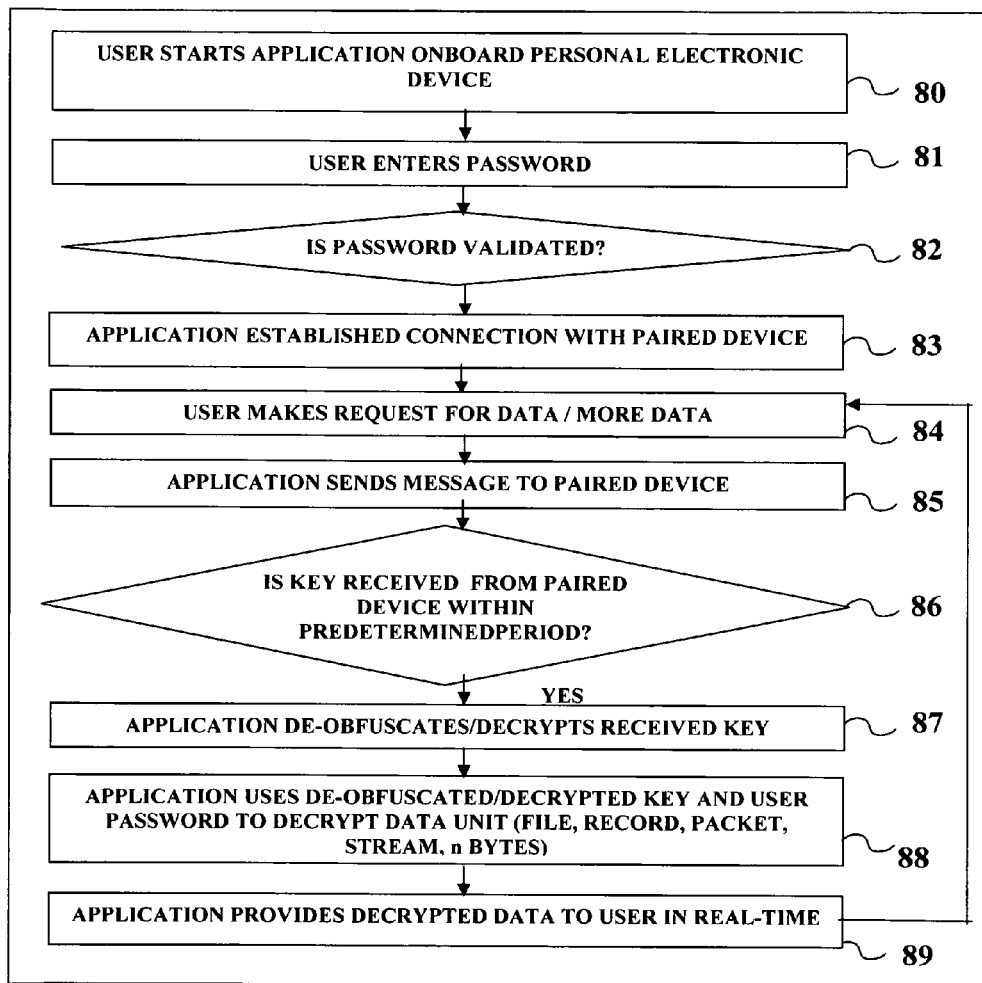 USER STARTS APPLICATION ONBOARD PERSONAL ELECTRONIC
DEVICE
80
USER ENTERS PASSWORD
81
IS PASSWORD VALIDATED?
82
APPLICATION ESTABLISHED CONNECTION WITH PAIRED DEVICE
83
USER MAKES REQUEST FOR DATA / MORE DATA
84
APPLICATION SENDS MESSAGE TO PAIRED DEVICE
85
IS KEY RECEIVED FROM PAIRED
DEVICE WITHIN
PREDETERMINEDPERIOD?
86
YES
APPLICATION DE-OBFUSCATES/DECRYPTS RECEIVED KEY
87
APPLICATION USES DE-OBFUSCATED/DECRYPTED KEY AND USER
PASSWORD TO DECRYPT DATA UNIT (FILE, RECORD, PACKET,
STREAM, n BYTES)
88
APPLICATION PROVIDES DECRYPTED DATA TO USER IN REAL-TIME
89